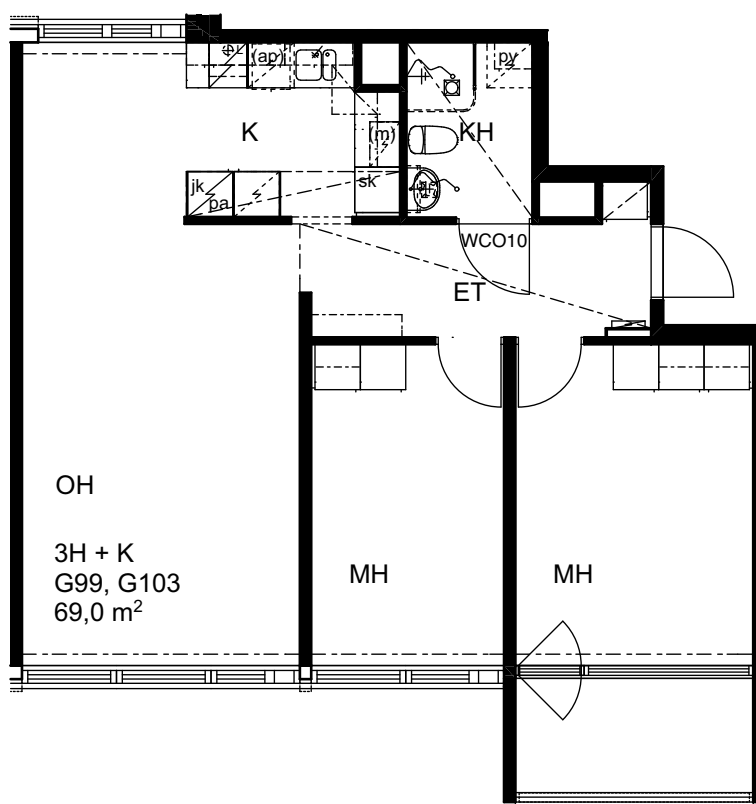 (ap)
py
K
(m)
KH
jk
pa
sk
WCO10
ET
OH
3H + K
G99, G103
69,0 m²
MH
MH